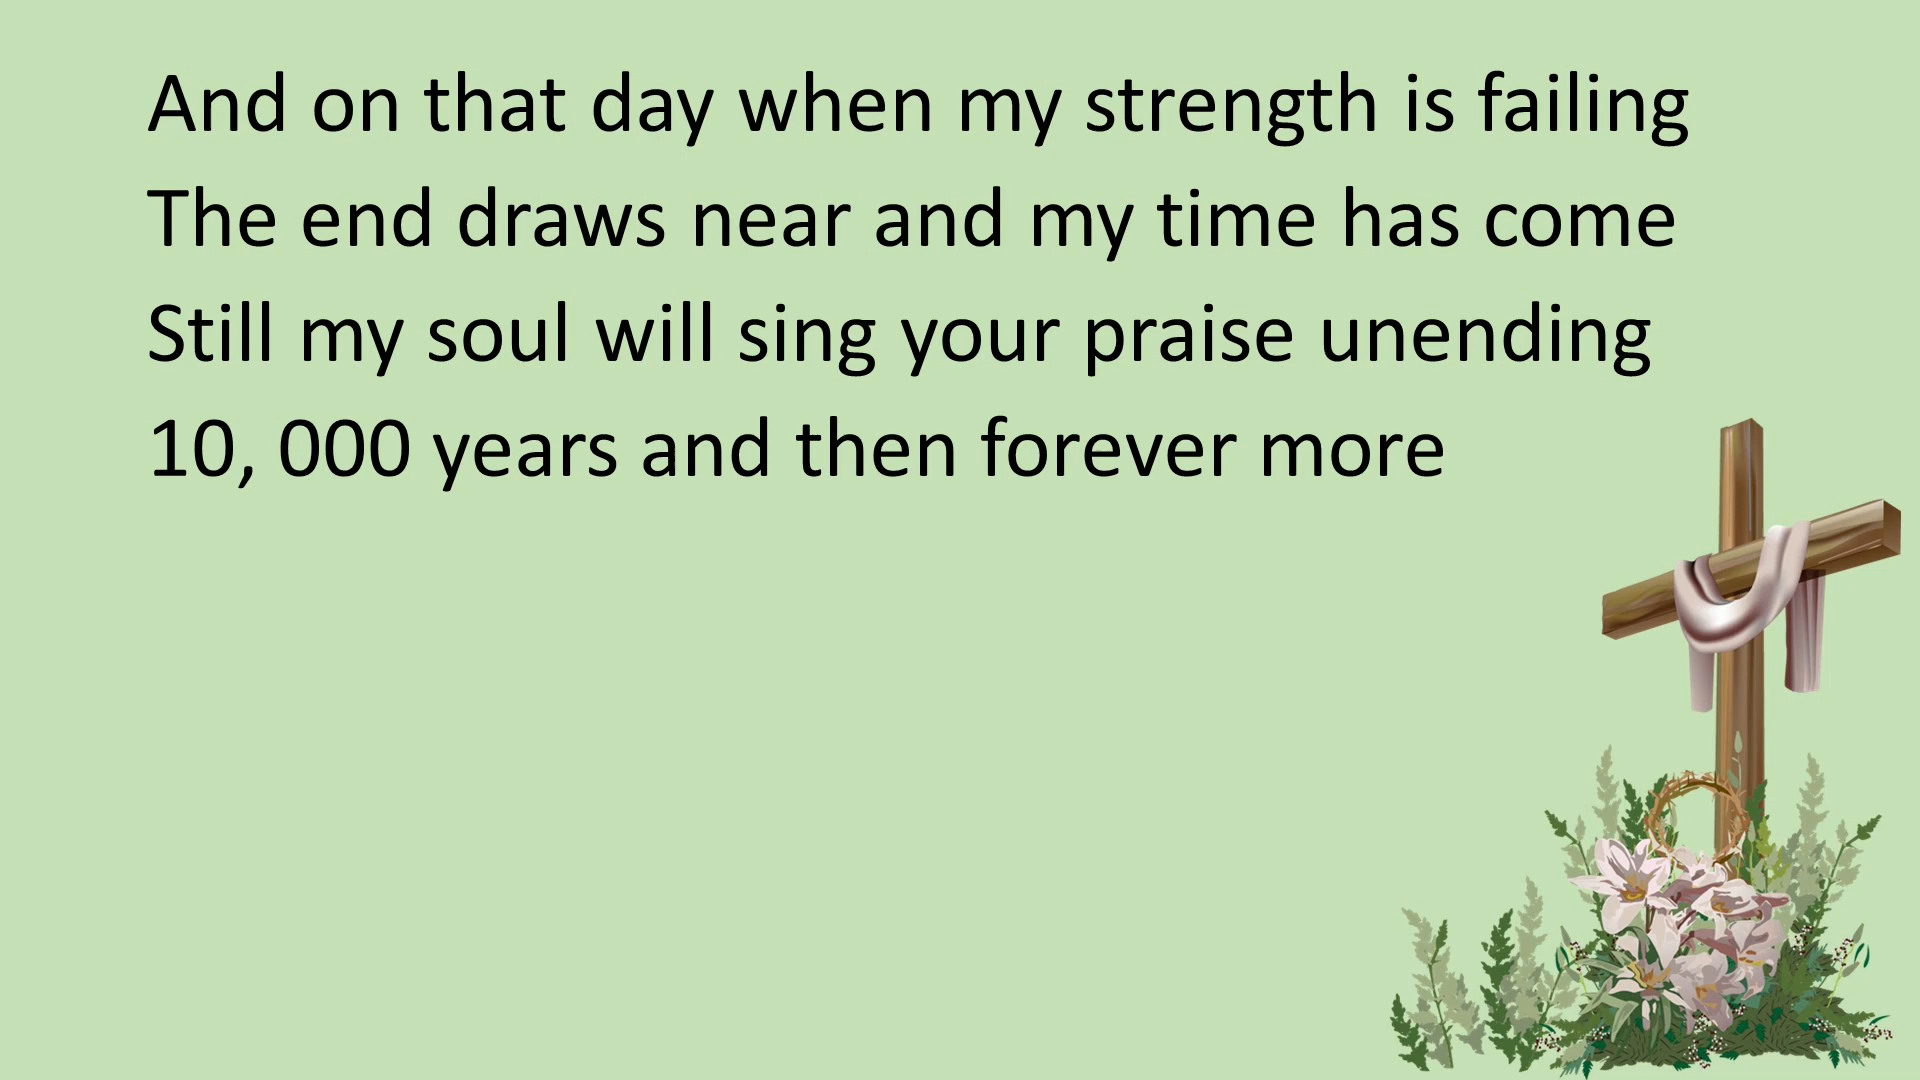 And on that day when my strength is failing
The end draws near and my time has come
Still my soul will sing your praise unending
10, 000 years and then forever more